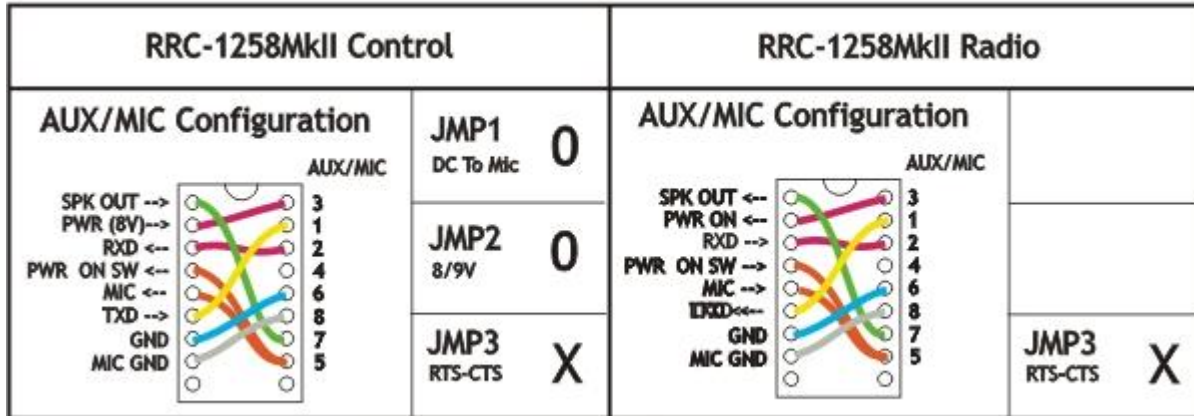 RRC-1258MkII Control
RRC-1258MkII Radio
AUX/MIC Configuration
AUX/MIC
SPK OUT --> 3
PWR (8V)--> 1
RXD <-- 2
PWR ON SW <-- 4
MIC <-- 6
TXD --> 8
GND 7
MIC GND 5
JMP1 0
DC To Mic
JMP2 0
8/9V
JMP3 X
RTS-CTS
AUX/MIC Configuration
AUX/MIC
SPK OUT <-- 3
PWR ON <-- 1
RXD --> 2
PWR ON SW --> 4
MIC --> 6
<-- 8
GND 7
MIC GND 5
JMP3 X
RTS-CTS